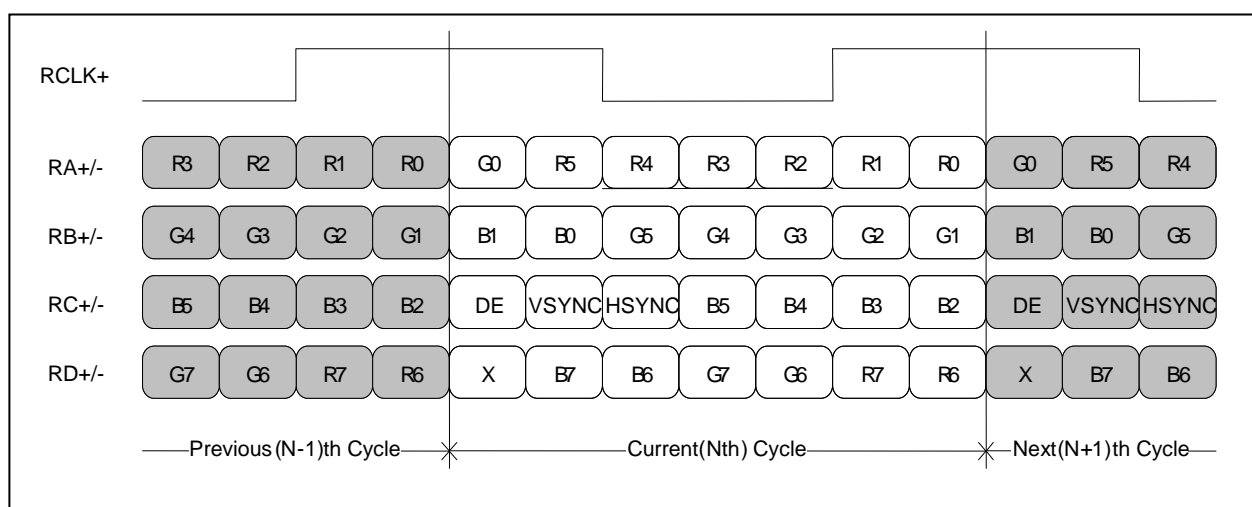 RCLK+
RA+/- R3 R2 R1 R0 G0 R5 R4 R3 R2 R1 R0 G0 R5 R4
RB+/- G4 G3 G2 G1 B1 B0 G5 G4 G3 G2 G1 B1 B0 G5
RC+/- B5 B4 B3 B2 DE VSYNC HSYNC B5 B4 B3 B2 DE VSYNC HSYNC
RD+/- G7 G6 R7 R6 X B7 B6 G7 G6 R7 R6 X B7 B6
Previous (N-1)th Cycle Current(Nth) Cycle Next(N+1)th Cycle